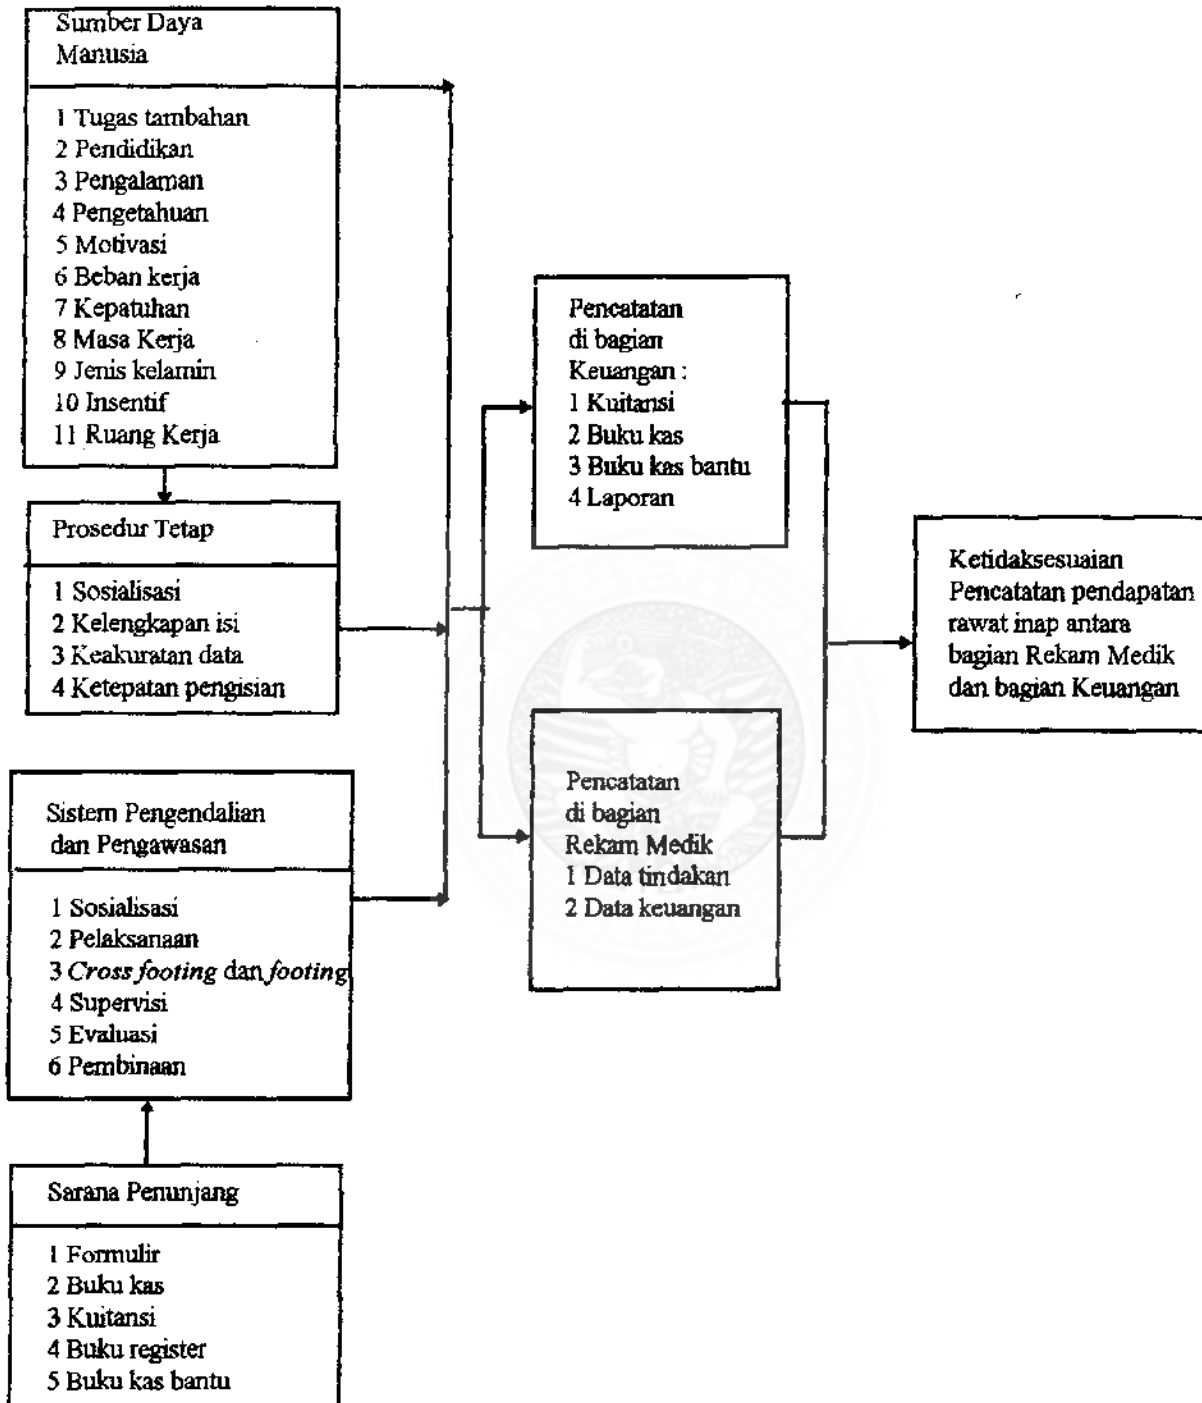 Sumber Daya
Manusia
1 Tugas tambahan
2 Pendidikan
3 Pengalaman
4 Pengetahuan
5 Motivasi
6 Beban kerja
7 Kepatuhan
8 Masa Kerja
9 Jenis kelamin
10 Insentif
11 Ruang Kerja
Prosedur Tetap
1 Sosialisasi
2 Kelengkapan isi
3 Keakuratan data
4 Ketepatan pengisian
Sistem Pengendalian
dan Pengawasan
1 Sosialisasi
2 Pelaksanaan
3 Cross footing dan footing
4 Supervisi
5 Evaluasi
6 Pembinaan
Sarana Penunjang
1 Formulir
2 Buku kas
3 Kuitansi
4 Buku register
5 Buku kas bantu
Pencatatan
di bagian
Keuangan :
1 Kuitansi
2 Buku kas
3 Buku kas bantu
4 Laporan
Pencatatan
di bagian
Rekam Medik
1 Data tindakan
2 Data keuangan
Ketidaksesuaian
Pencatatan pendapatan
rawat inap antara
bagian Rekam Medik
dan bagian Keuangan